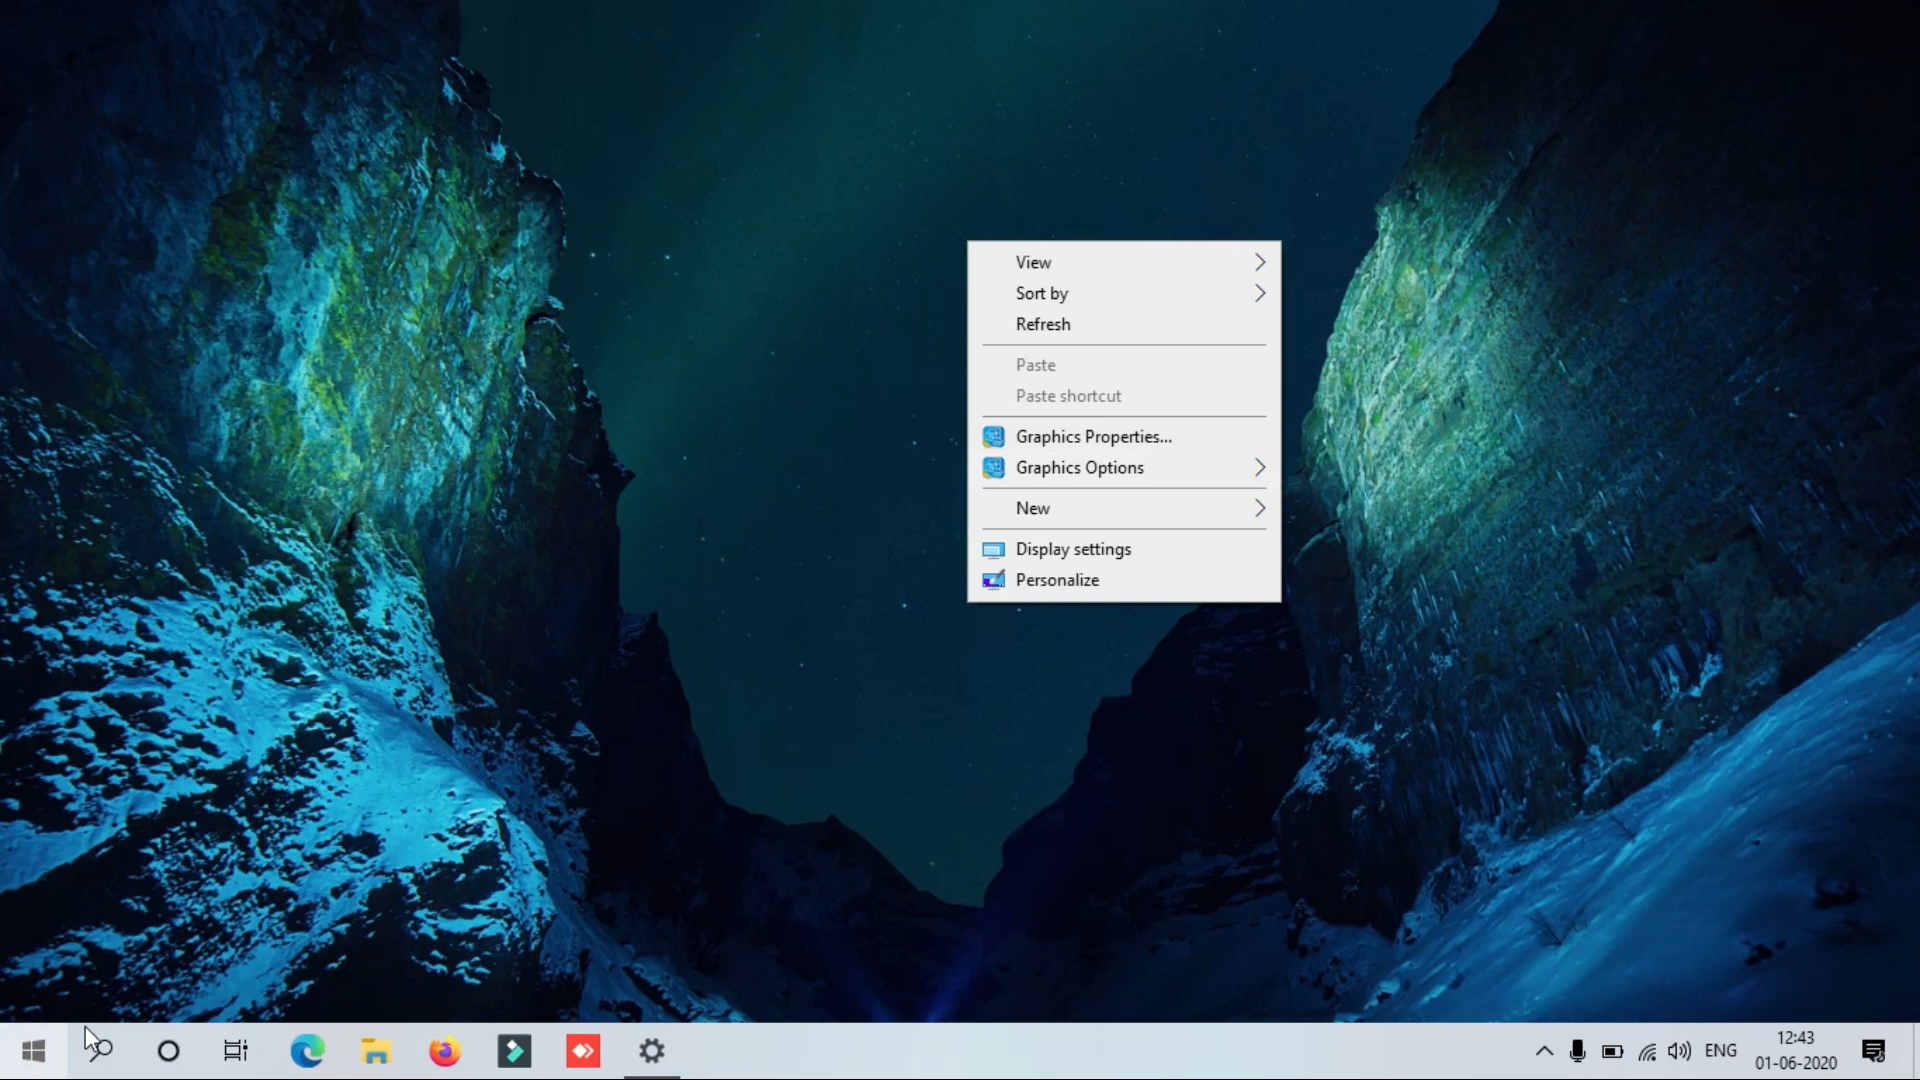 View
Sort by
Refresh
Paste
Paste shortcut
Graphics Properties...
Graphics Options
New
Display settings
Personalize
ENG
12:43
01-06-2020